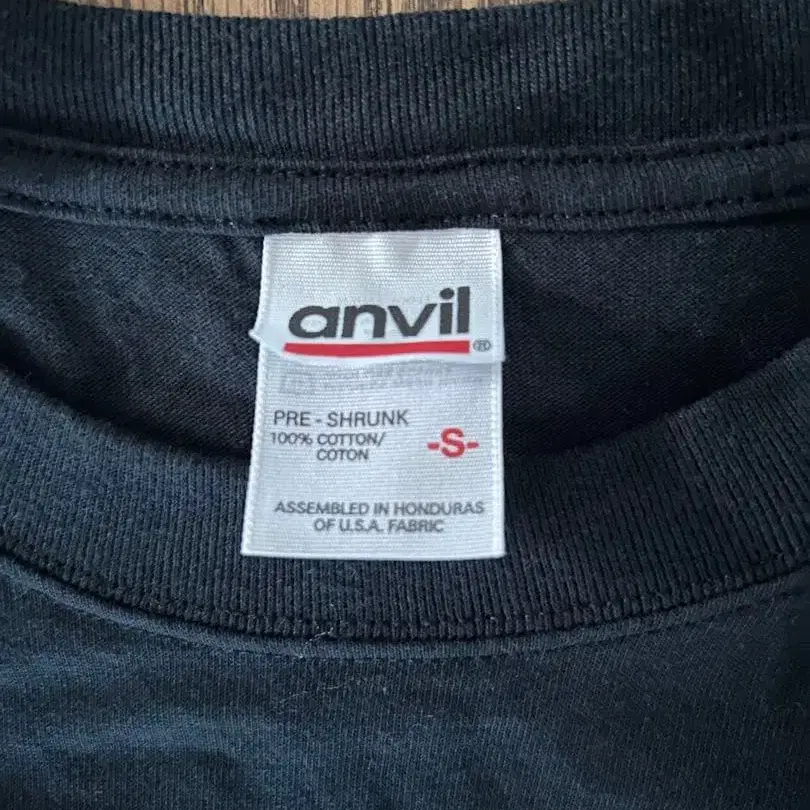 anvil®
PRE - SHRUNK
100% COTTON/
COTON
-S-
ASSEMBLED IN HONDURAS
OF U.S.A. FABRIC